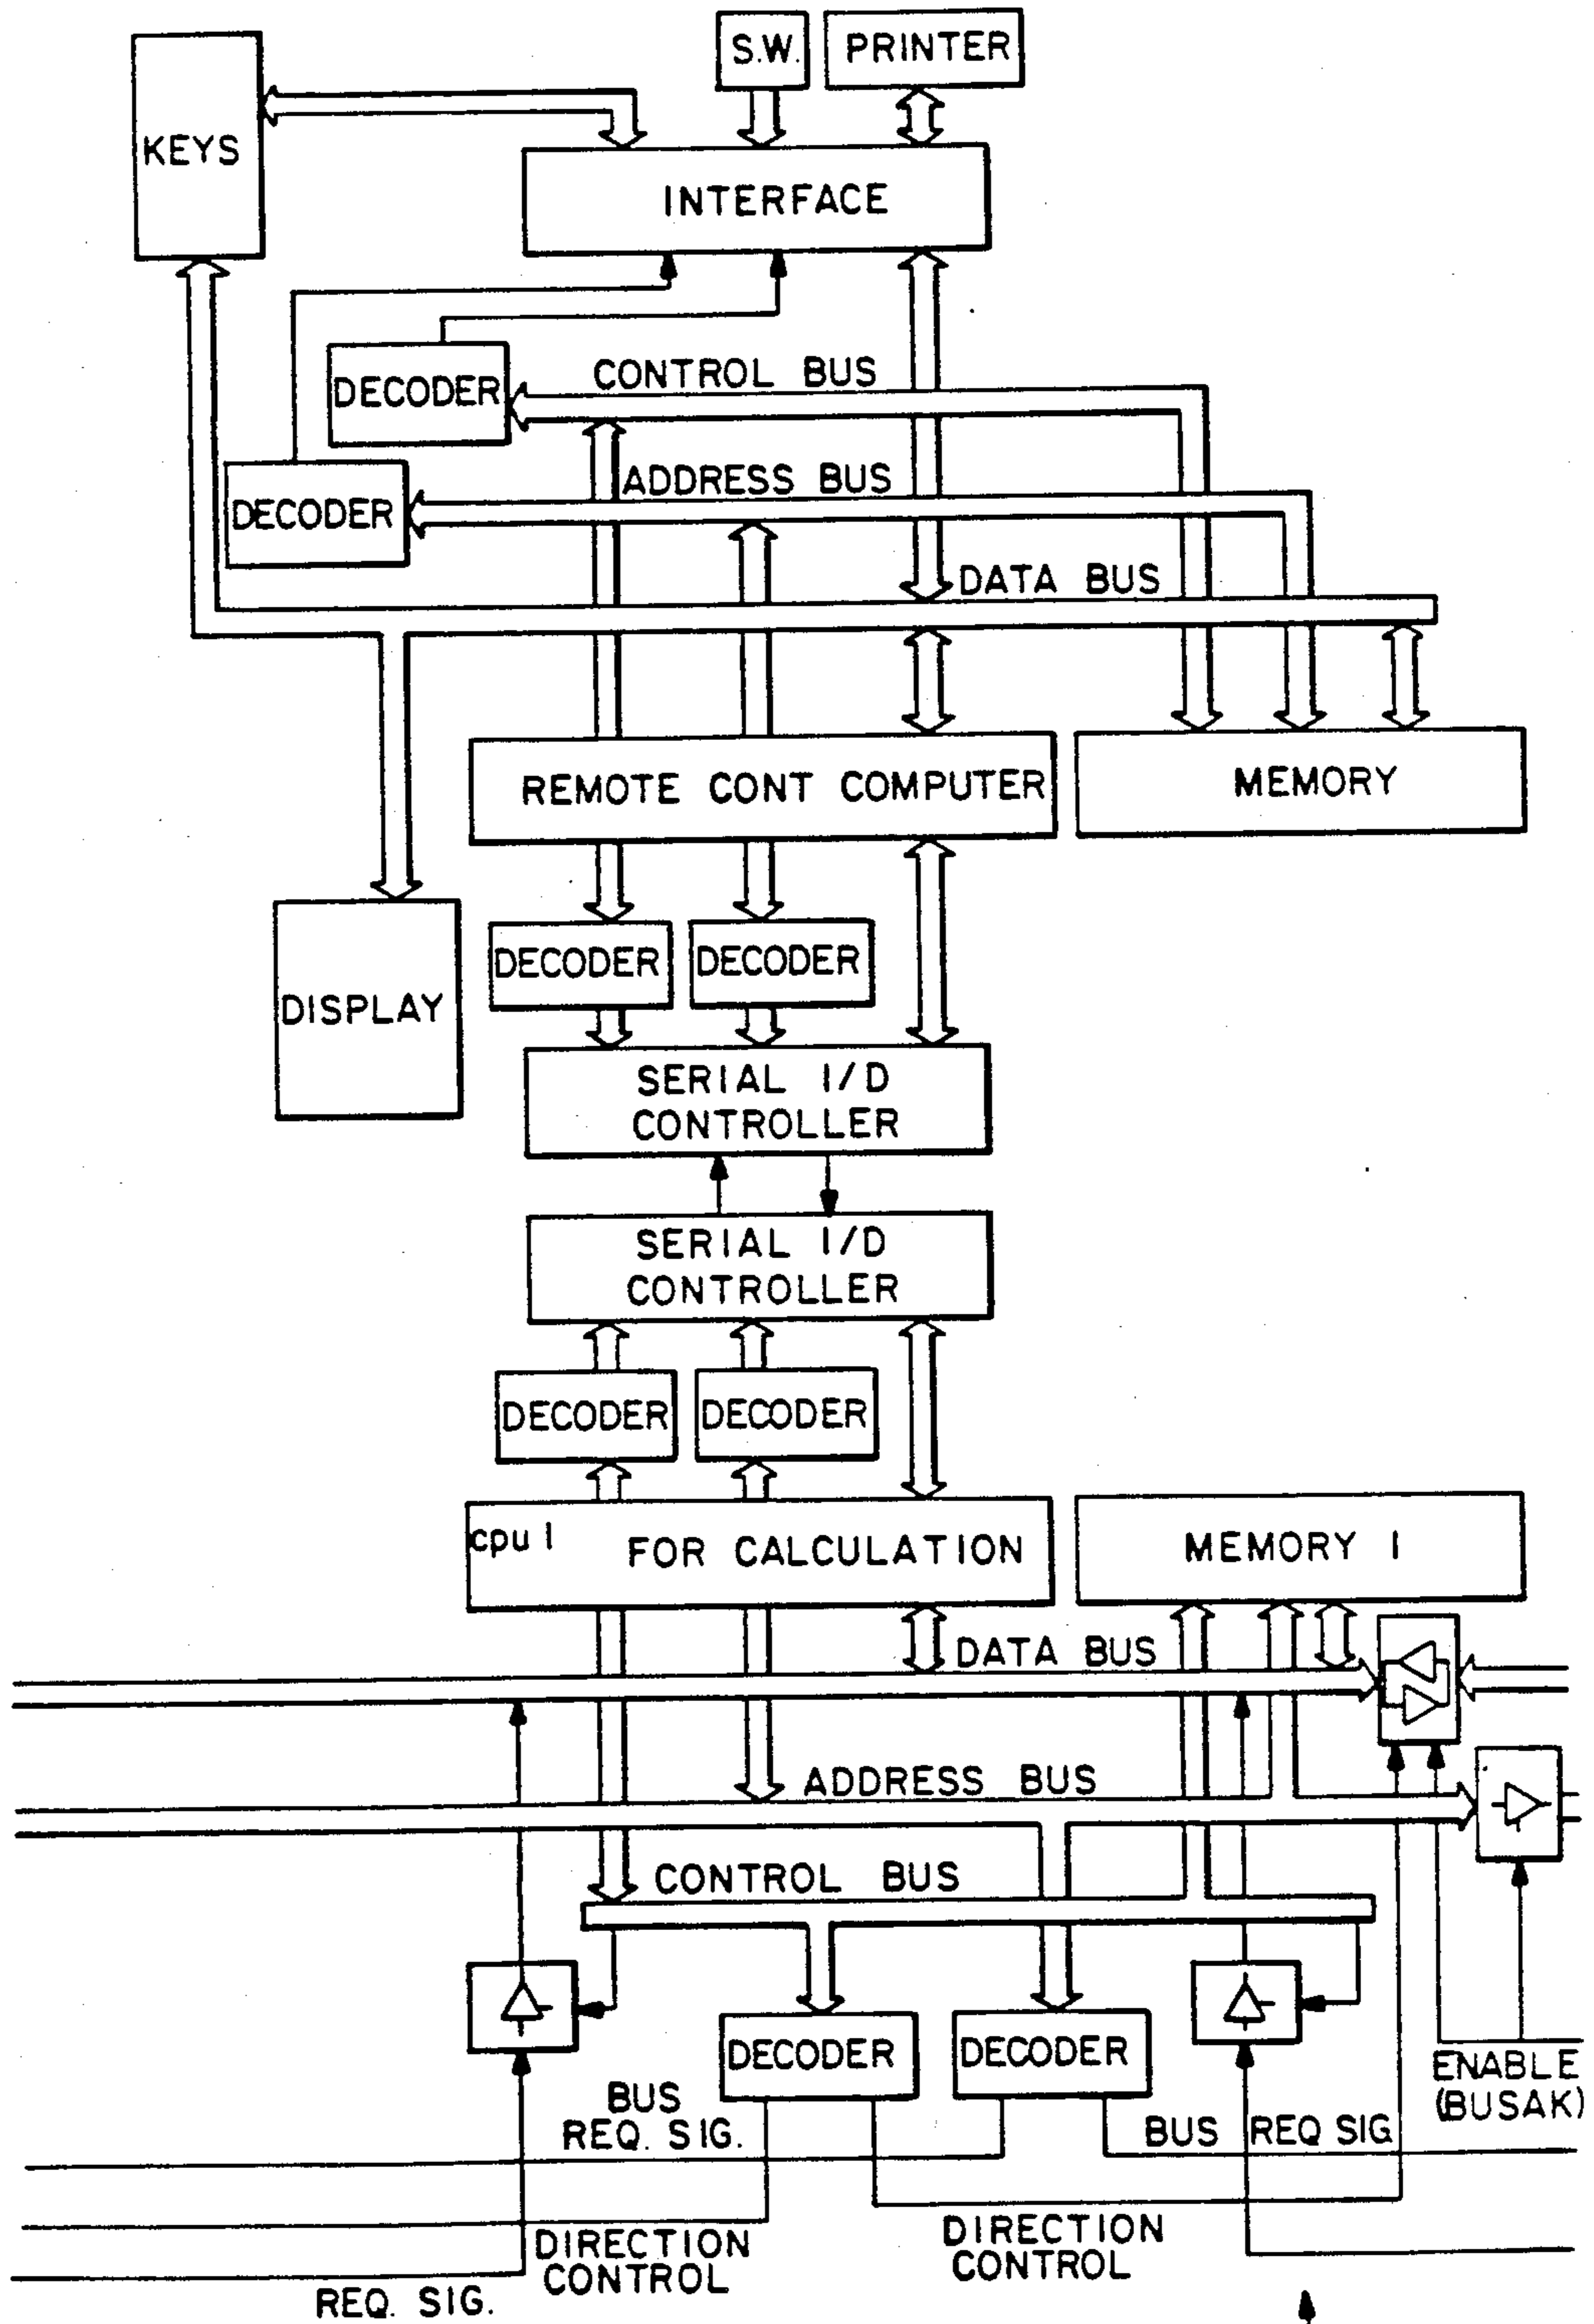 S.W.
PRINTER
KEYS
INTERFACE
CONTROL BUS
DECODER
ADDRESS BUS
DECODER
DATA BUS
REMOTE CONT COMPUTER
MEMORY
DECODER
DECODER
DISPLAY
SERIAL I/D
CONTROLLER
SERIAL I/D
CONTROLLER
DECODER
DECODER
cpu 1
FOR CALCULATION
MEMORY 1
DATA BUS
ADDRESS BUS
CONTROL BUS
DECODER
DECODER
ENABLE
(BUSAK)
BUS
REQ. SIG.
BUS REQ SIG
DIRECTION
CONTROL
DIRECTION
CONTROL
REQ. SIG.